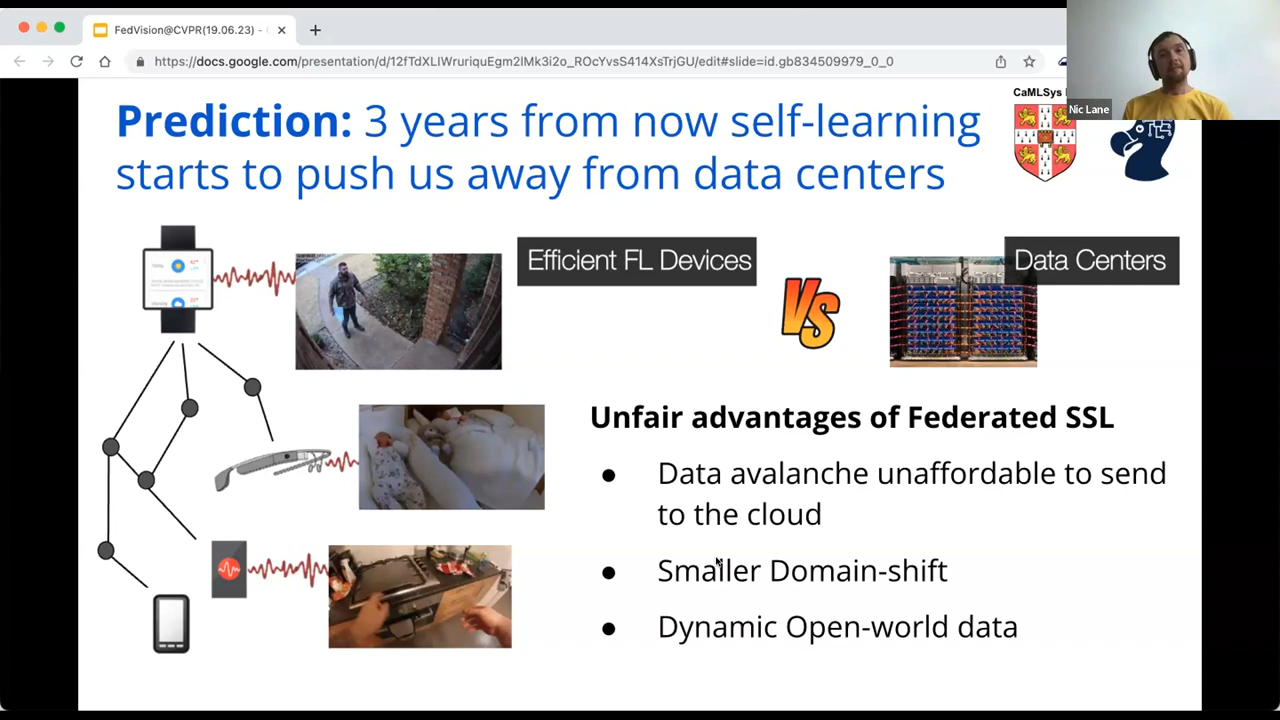 FedVision@CVPR(19.06.23) -
https://docs.google.com/presentation/d/12fTdXLIWruriquEgm2IMk3i2o_ROcYvsS414XsTrjGU/edit#slide=id.gb834509979_0_0
CaMLSys
Nic Lane
Prediction: 3 years from now self-learning
starts to push us away from data centers
Efficient FL Devices
VS
Data Centers
Unfair advantages of Federated SSL
● Data avalanche unaffordable to send
to the cloud
● Smaller Domain-shift
● Dynamic Open-world data